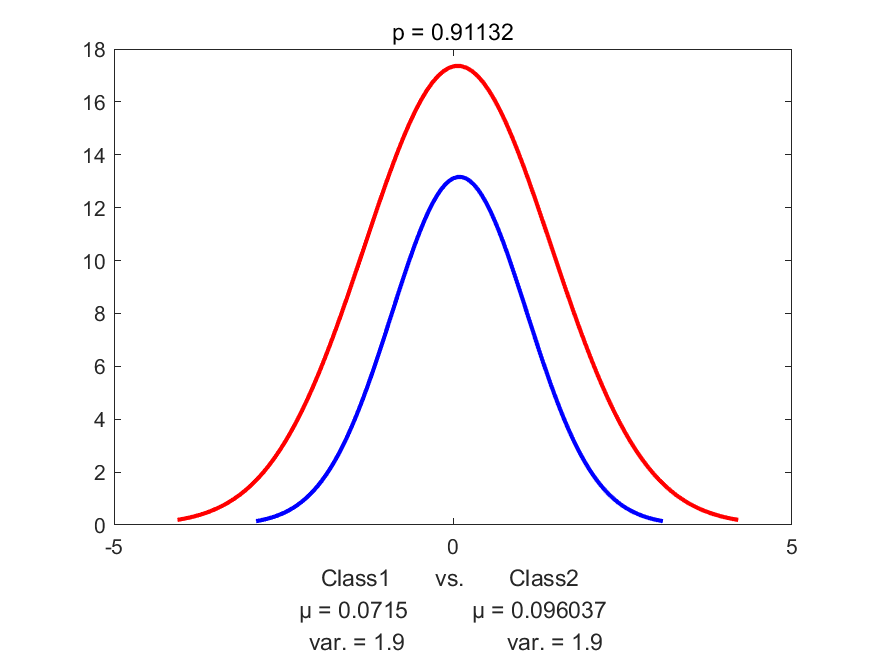 p = 0.91132
18
16
14
12
10
8
6
4
2
0
-5 0 5
Class1 vs. Class2
μ = 0.0715 μ = 0.096037
var. = 1.9 var. = 1.9